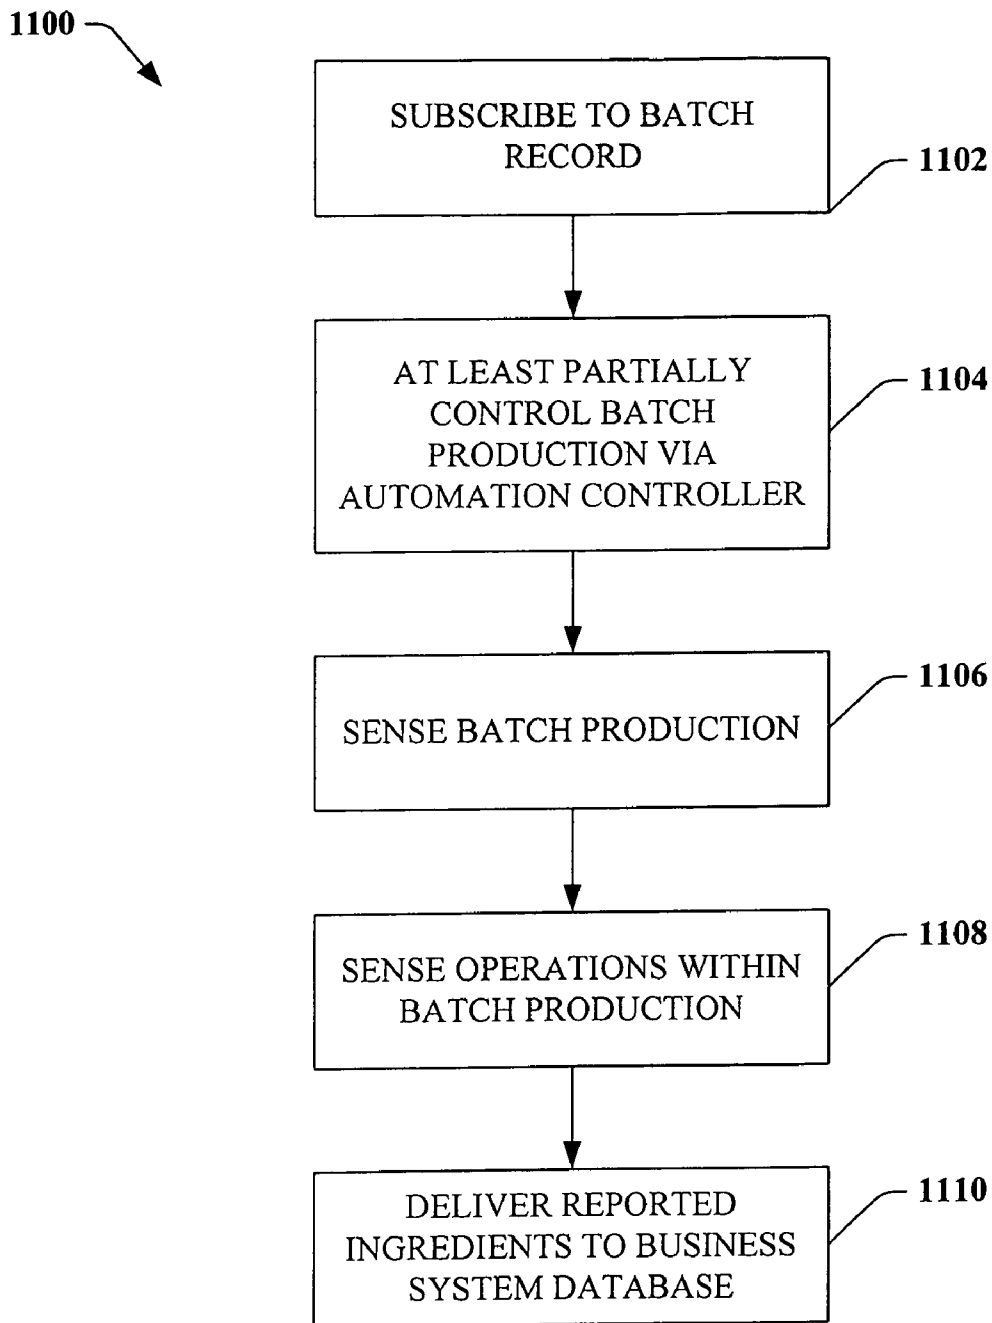 1100
SUBSCRIBE TO BATCH
RECORD
1102
AT LEAST PARTIALLY
CONTROL BATCH
PRODUCTION VIA
AUTOMATION CONTROLLER
1104
SENSE BATCH PRODUCTION
1106
SENSE OPERATIONS WITHIN
BATCH PRODUCTION
1108
DELIVER REPORTED
INGREDIENTS TO BUSINESS
SYSTEM DATABASE
1110